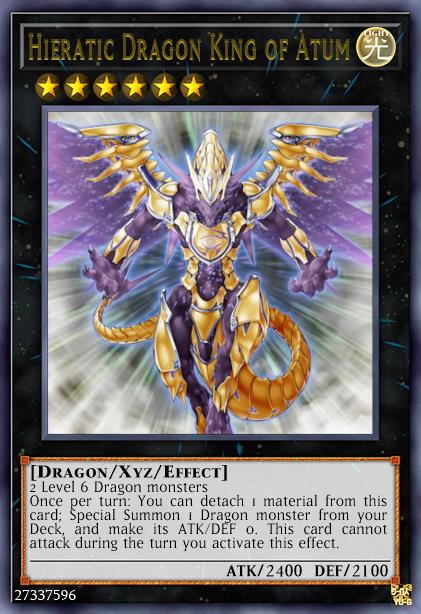 Hieratic Dragon King of Atum
LIGHT
光
[Dragon/Xyz/Effect]
2 Level 6 Dragon monsters
Once per turn: You can detach 1 material from this
card; Special Summon 1 Dragon monster from your
Deck, and make its ATK/DEF 0. This card cannot
attack during the turn you activate this effect.
ATK/2400 DEF/2100
27337596